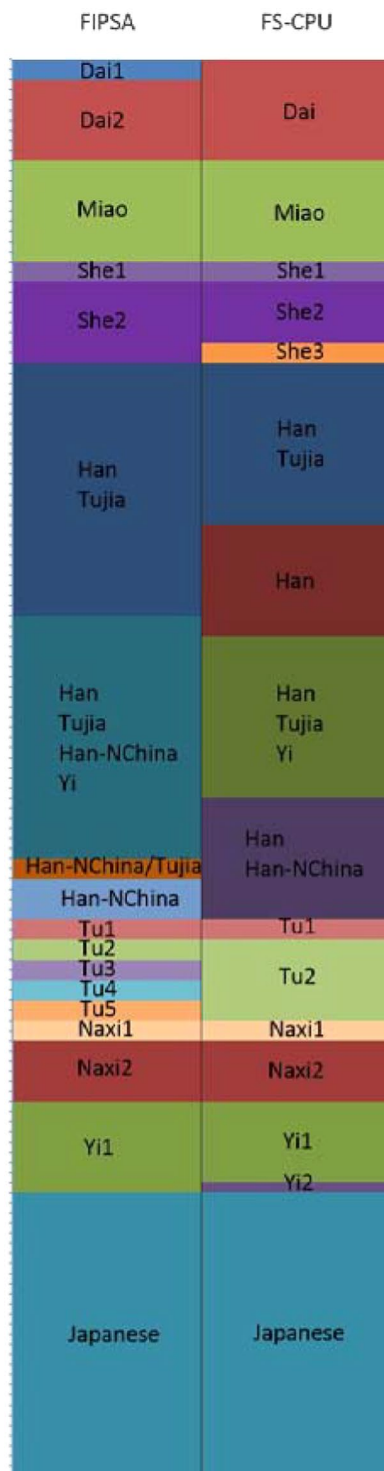 FIPSA FS-CPU
Dai1
Dai2
Dai
Miao
Miao
She1
She1
She2
She2
She3
Han
Tujia
Han
Tujia
Han
Han
Tujia
Han-NChina
Yi
Han
Tujia
Yi
Han-NChina/Tujia
Han-NChina
Han
Han-NChina
Tu1
Tu1
Tu2
Tu3
Tu4
Tu5
Tu2
Naxi1
Naxi1
Naxi2
Naxi2
Yi1
Yi1
Yi2
Japanese
Japanese